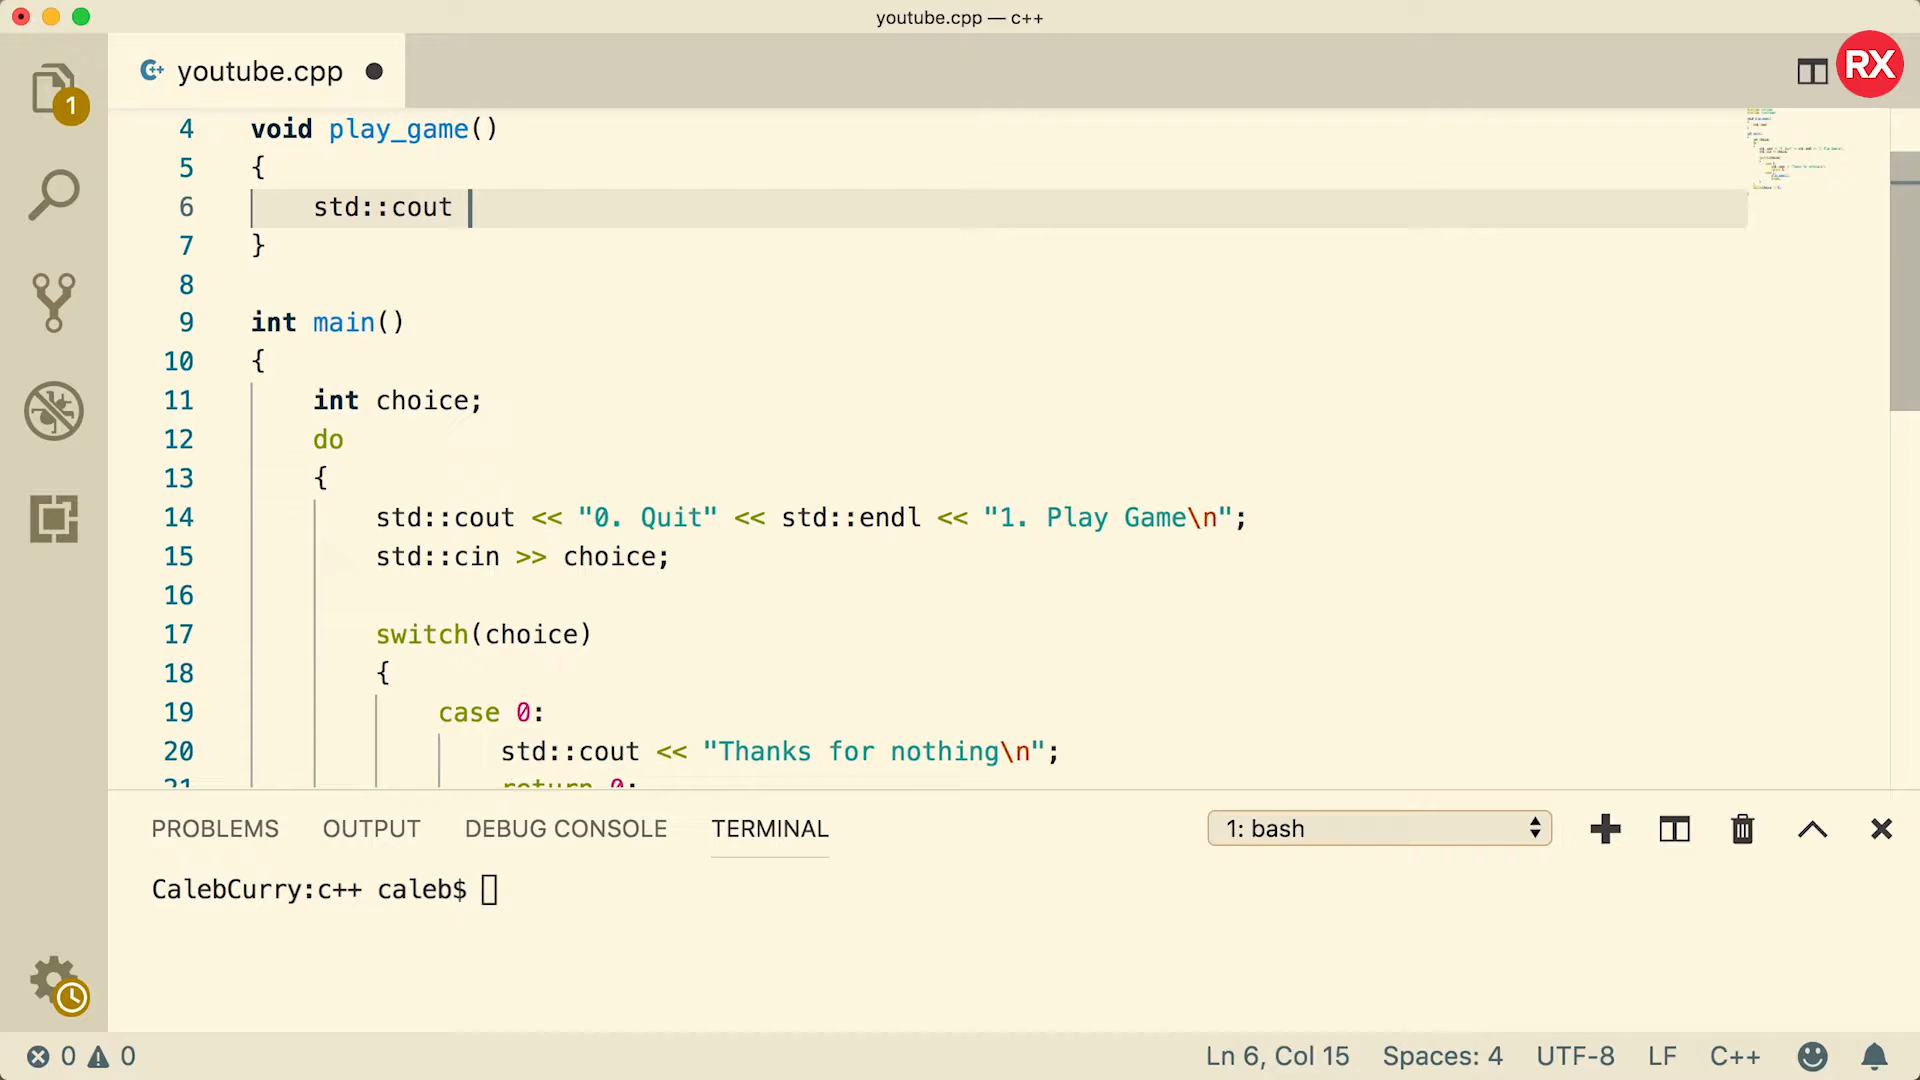 youtube.cpp — c++
youtube.cpp
RX
1
4 void play_game()
5 {
6 std::cout
7 }
8
9 int main()
10 {
11 int choice;
12 do
13 {
14 std::cout << "0. Quit" << std::endl << "1. Play Game\n";
15 std::cin >> choice;
16
17 switch(choice)
18 {
19 case 0:
20 std::cout << "Thanks for nothing\n";
21 return 0;
PROBLEMS OUTPUT DEBUG CONSOLE TERMINAL 1: bash
CalebCurry:c++ caleb$
0 0 Ln 6, Col 15 Spaces: 4 UTF-8 LF C++